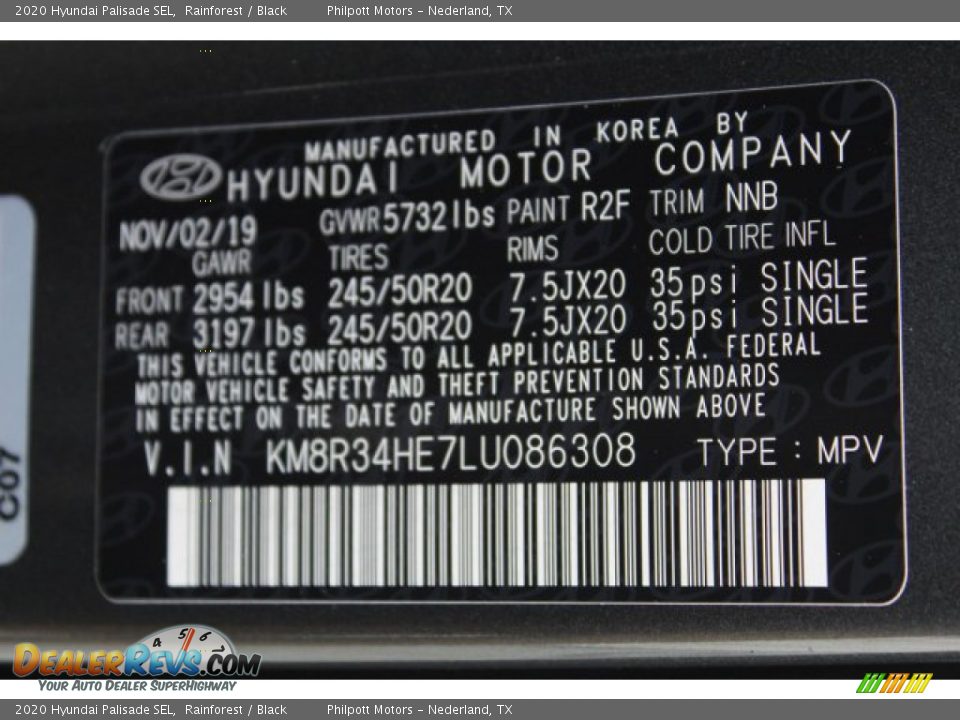 2020 Hyundai Palisade SEL, Rainforest / Black Philpott Motors - Nederland, TX
MANUFACTURED IN KOREA BY
HYUNDAI MOTOR COMPANY
NOV/02/19 GVWR 5732 lbs PAINT R2F TRIM NNB
GAWR TIRES RIMS COLD TIRE INFL
FRONT 2954 lbs 245/50R20 7.5JX20 35psi SINGLE
REAR 3197 lbs 245/50R20 7.5JX20 35psi SINGLE
THIS VEHICLE CONFORMS TO ALL APPLICABLE U.S.A. FEDERAL
MOTOR VEHICLE SAFETY AND THEFT PREVENTION STANDARDS
IN EFFECT ON THE DATE OF MANUFACTURE SHOWN ABOVE
V.I.N KM8R34HE7LU086308 TYPE : MPV
C07
4 5 6 7
DEALERREVS.COM
YOUR AUTO DEALER SUPERHIGHWAY
2020 Hyundai Palisade SEL, Rainforest / Black Philpott Motors - Nederland, TX